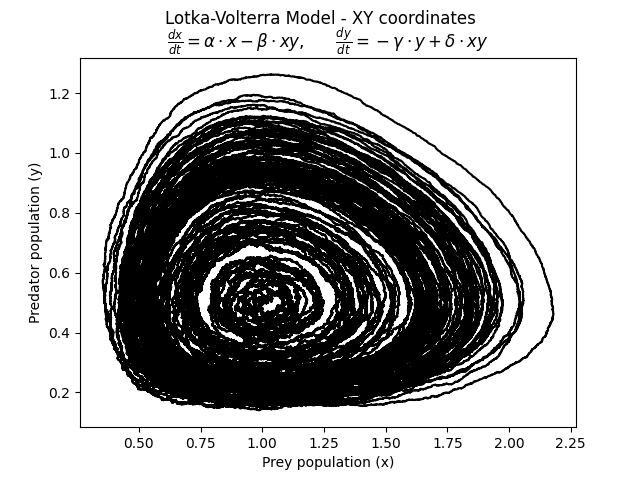 Lotka-Volterra Model - XY coordinates
dx/dt = α · x − β · xy, dy/dt = − γ · y + δ · xy
1.2
1.0
0.8
0.6
0.4
0.2
Predator population (y)
0.50 0.75 1.00 1.25 1.50 1.75 2.00 2.25
Prey population (x)